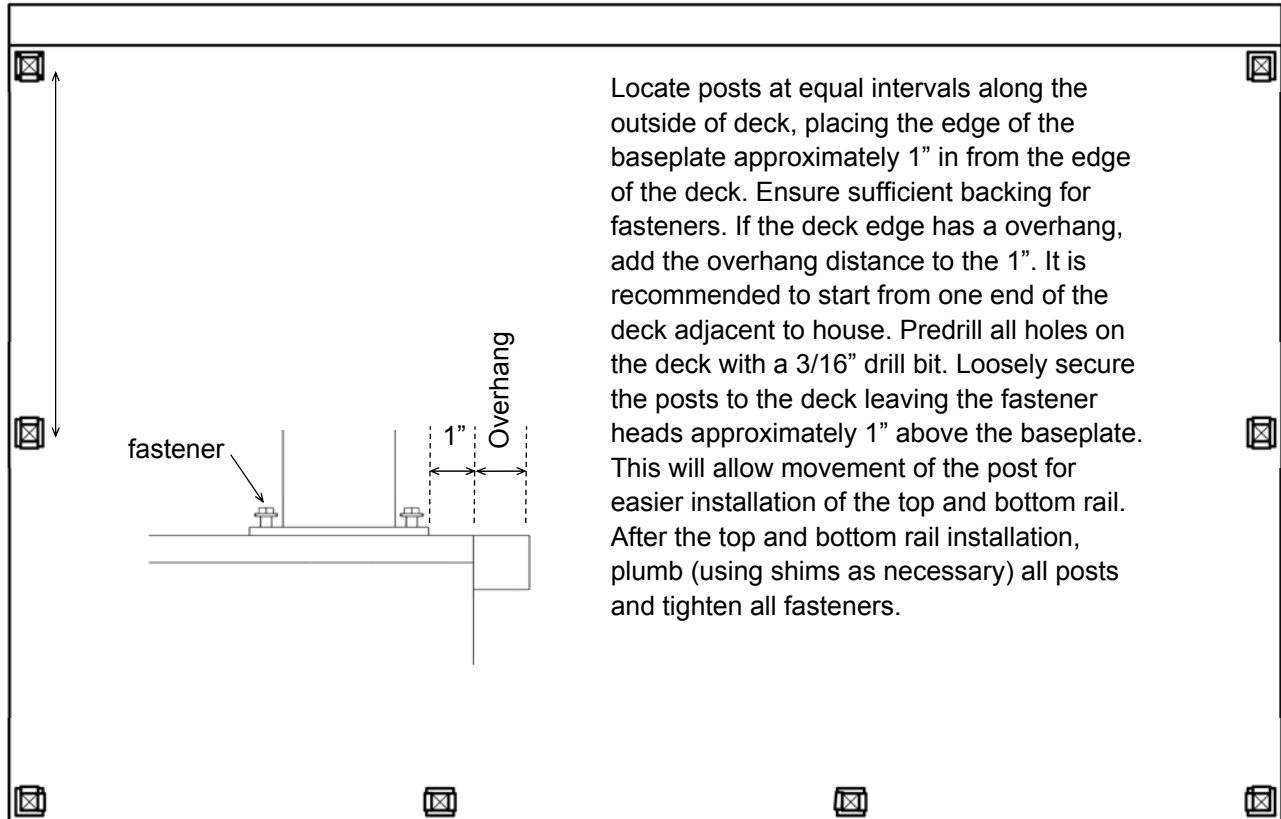 Locate posts at equal intervals along the
outside of deck, placing the edge of the
baseplate approximately 1” in from the edge
of the deck. Ensure sufficient backing for
fasteners. If the deck edge has a overhang,
add the overhang distance to the 1”. It is
recommended to start from one end of the
deck adjacent to house. Predrill all holes on
the deck with a 3/16” drill bit. Loosely secure
the posts to the deck leaving the fastener
heads approximately 1” above the baseplate.
This will allow movement of the post for
easier installation of the top and bottom rail.
After the top and bottom rail installation,
plumb (using shims as necessary) all posts
and tighten all fasteners.
fastener
1”
Overhang